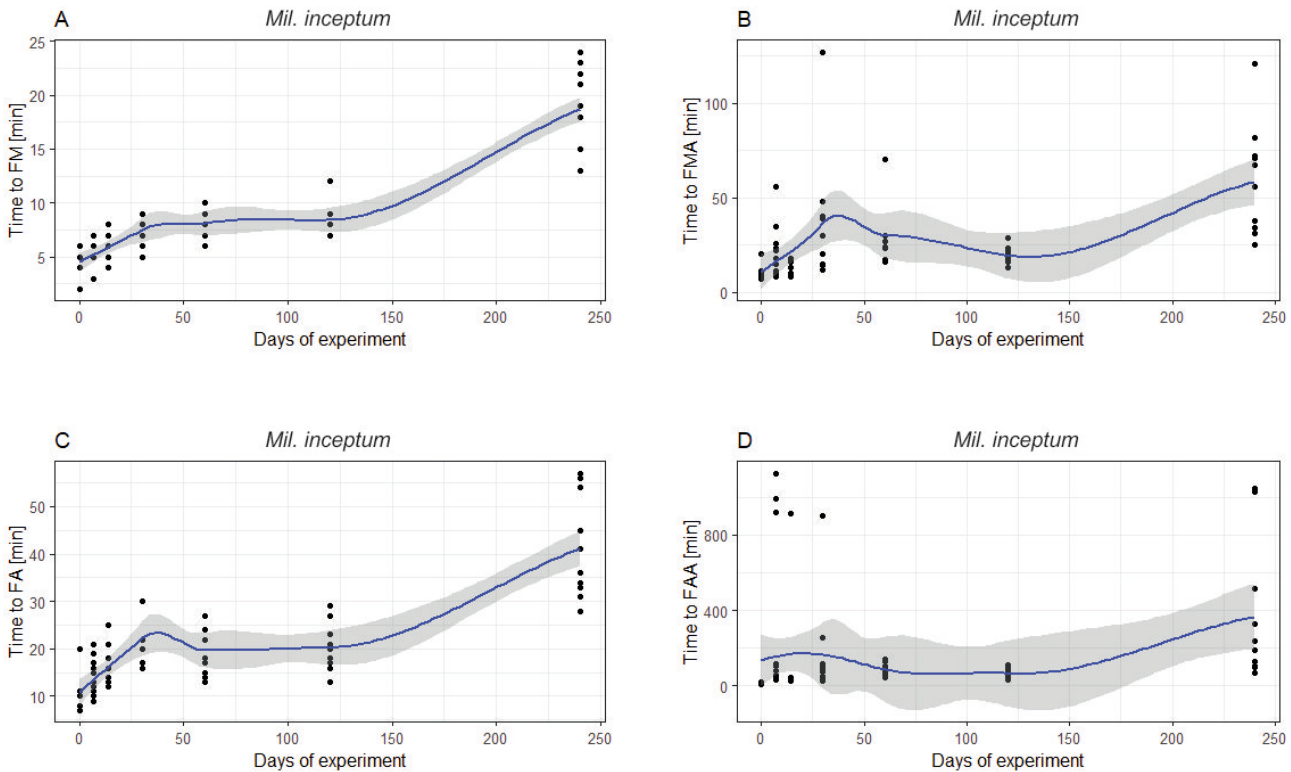 A
Mil. inceptum
Time to FM [min]
25
20
15
10
5
0
50
100
150
200
250
Days of experiment
B
Mil. inceptum
Time to FMA [min]
100
50
0
0
50
100
150
200
250
Days of experiment
C
Mil. inceptum
Time to FA [min]
50
40
30
20
10
0
50
100
150
200
250
Days of experiment
D
Mil. inceptum
Time to FAA [min]
800
400
0
0
50
100
150
200
250
Days of experiment